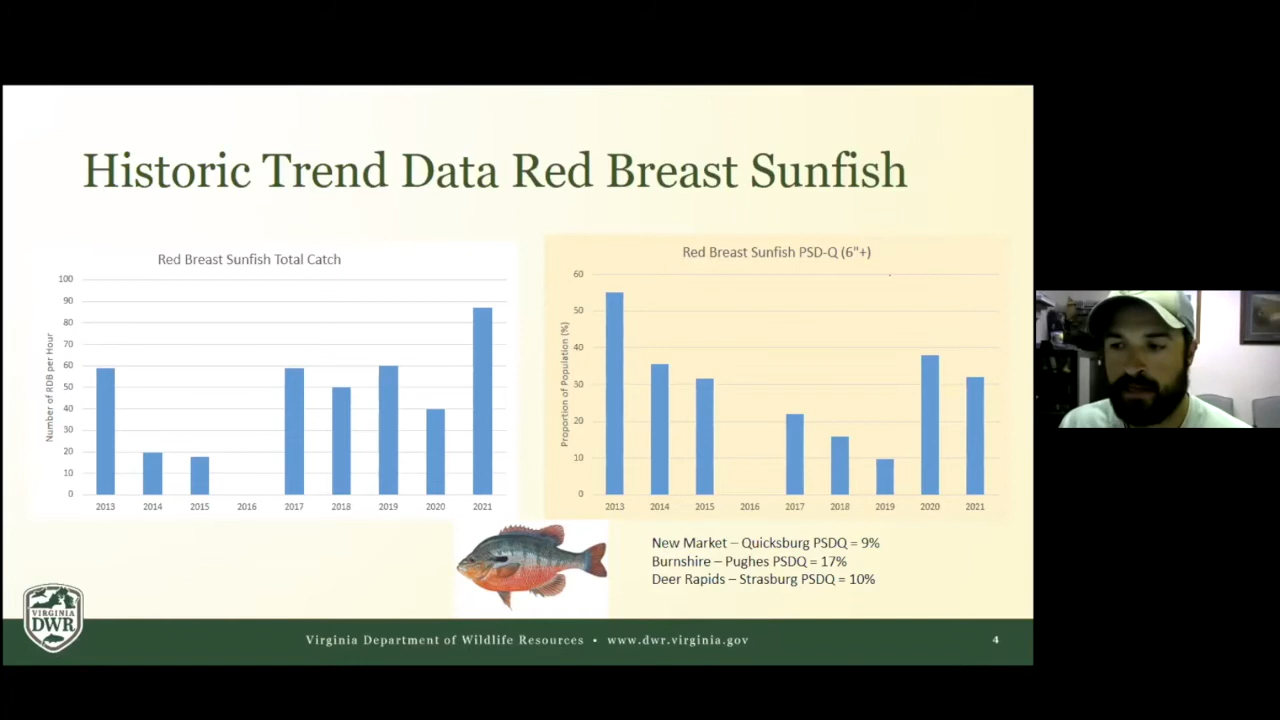 Historic Trend Data Red Breast Sunfish
Red Breast Sunfish Total Catch
Number of RDB per Hour
100
90
80
70
60
50
40
30
20
10
0
2013 2014 2015 2016 2017 2018 2019 2020 2021
Red Breast Sunfish PSD-Q (6"+)
Proportion of Population (%)
60
50
40
30
20
10
0
2013 2014 2015 2016 2017 2018 2019 2020 2021
New Market – Quicksburg PSDQ = 9%
Burnshire – Pughes PSDQ = 17%
Deer Rapids – Strasburg PSDQ = 10%
VIRGINIA
DWR
Virginia Department of Wildlife Resources • www.dwr.virginia.gov
4